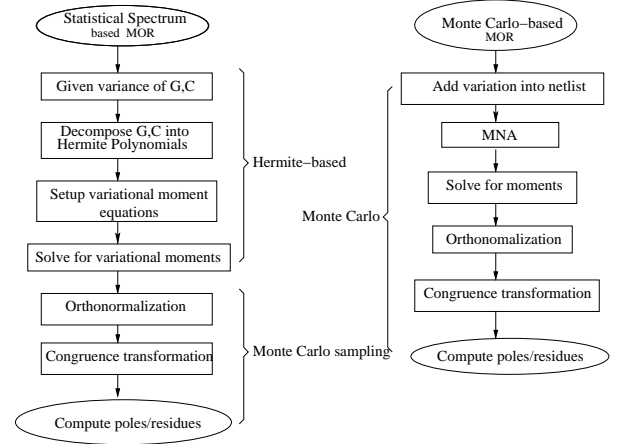 Statistical Spectrum
based MOR
Given variance of G,C
Decompose G,C into
Hermite Polynomials
Setup variational moment
equations
Solve for variational moments
Orthonormalization
Congruence transformation
Compute poles/residues
Hermite−based
Monte Carlo sampling
Monte Carlo−based
MOR
Add variation into netlist
MNA
Solve for moments
Orthonomalization
Congruence transformation
Compute poles/residues
Monte Carlo